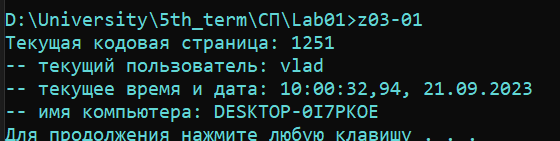 D:\University\5th_term\СП\Lab01>z03-01
Текущая кодовая страница: 1251
-- текущий пользователь: vlad
-- текущее время и дата: 10:00:32,94, 21.09.2023
-- имя компьютера: DESKTOP-0I7PKOE
Для продолжения нажмите любую клавишу . . .